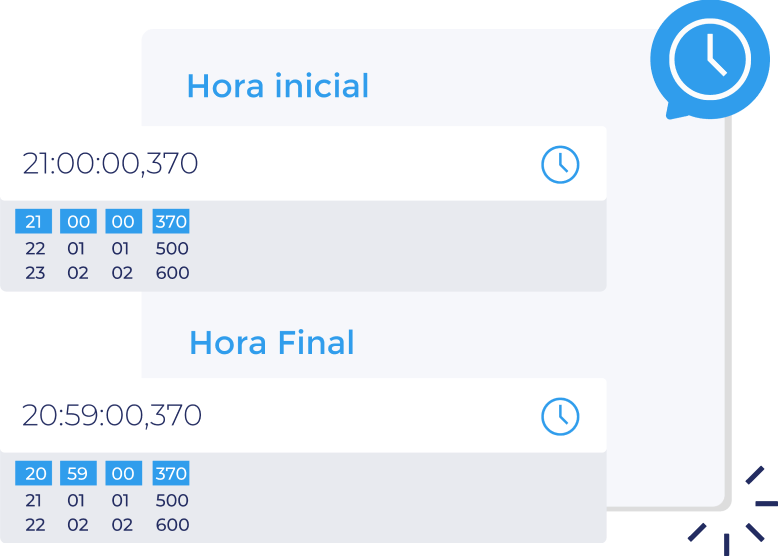 Hora inicial
21:00:00,370
21 00 00 370
22 01 01 500
23 02 02 600
Hora Final
20:59:00,370
20 59 00 370
21 01 01 500
22 02 02 600